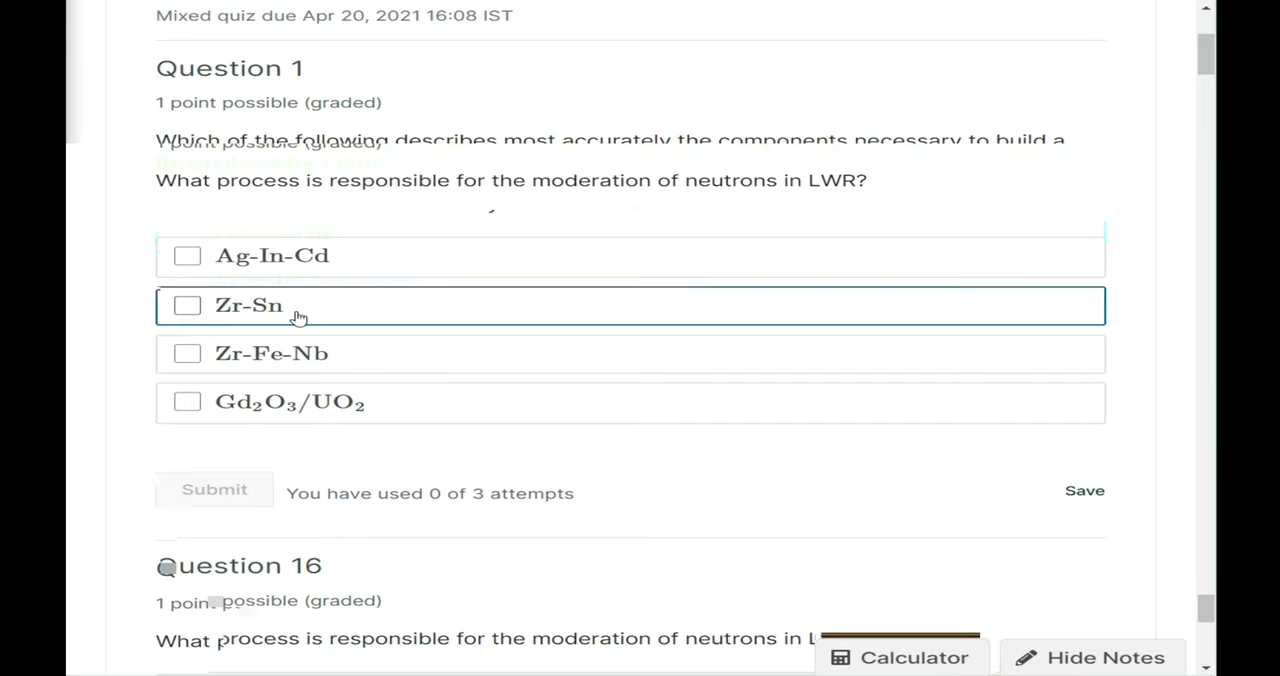 Mixed quiz due Apr 20, 2021 16:08 IST
Question 1
1 point possible (graded)
Which of the following describes most accurately the components necessary to build a
What process is responsible for the moderation of neutrons in LWR?
Ag-In-Cd
Zr-Sn
Zr-Fe-Nb
Gd₂O₃/UO₂
Submit
You have used 0 of 3 attempts
Save
Question 16
1 point possible (graded)
What process is responsible for the moderation of neutrons in L
Calculator
Hide Notes